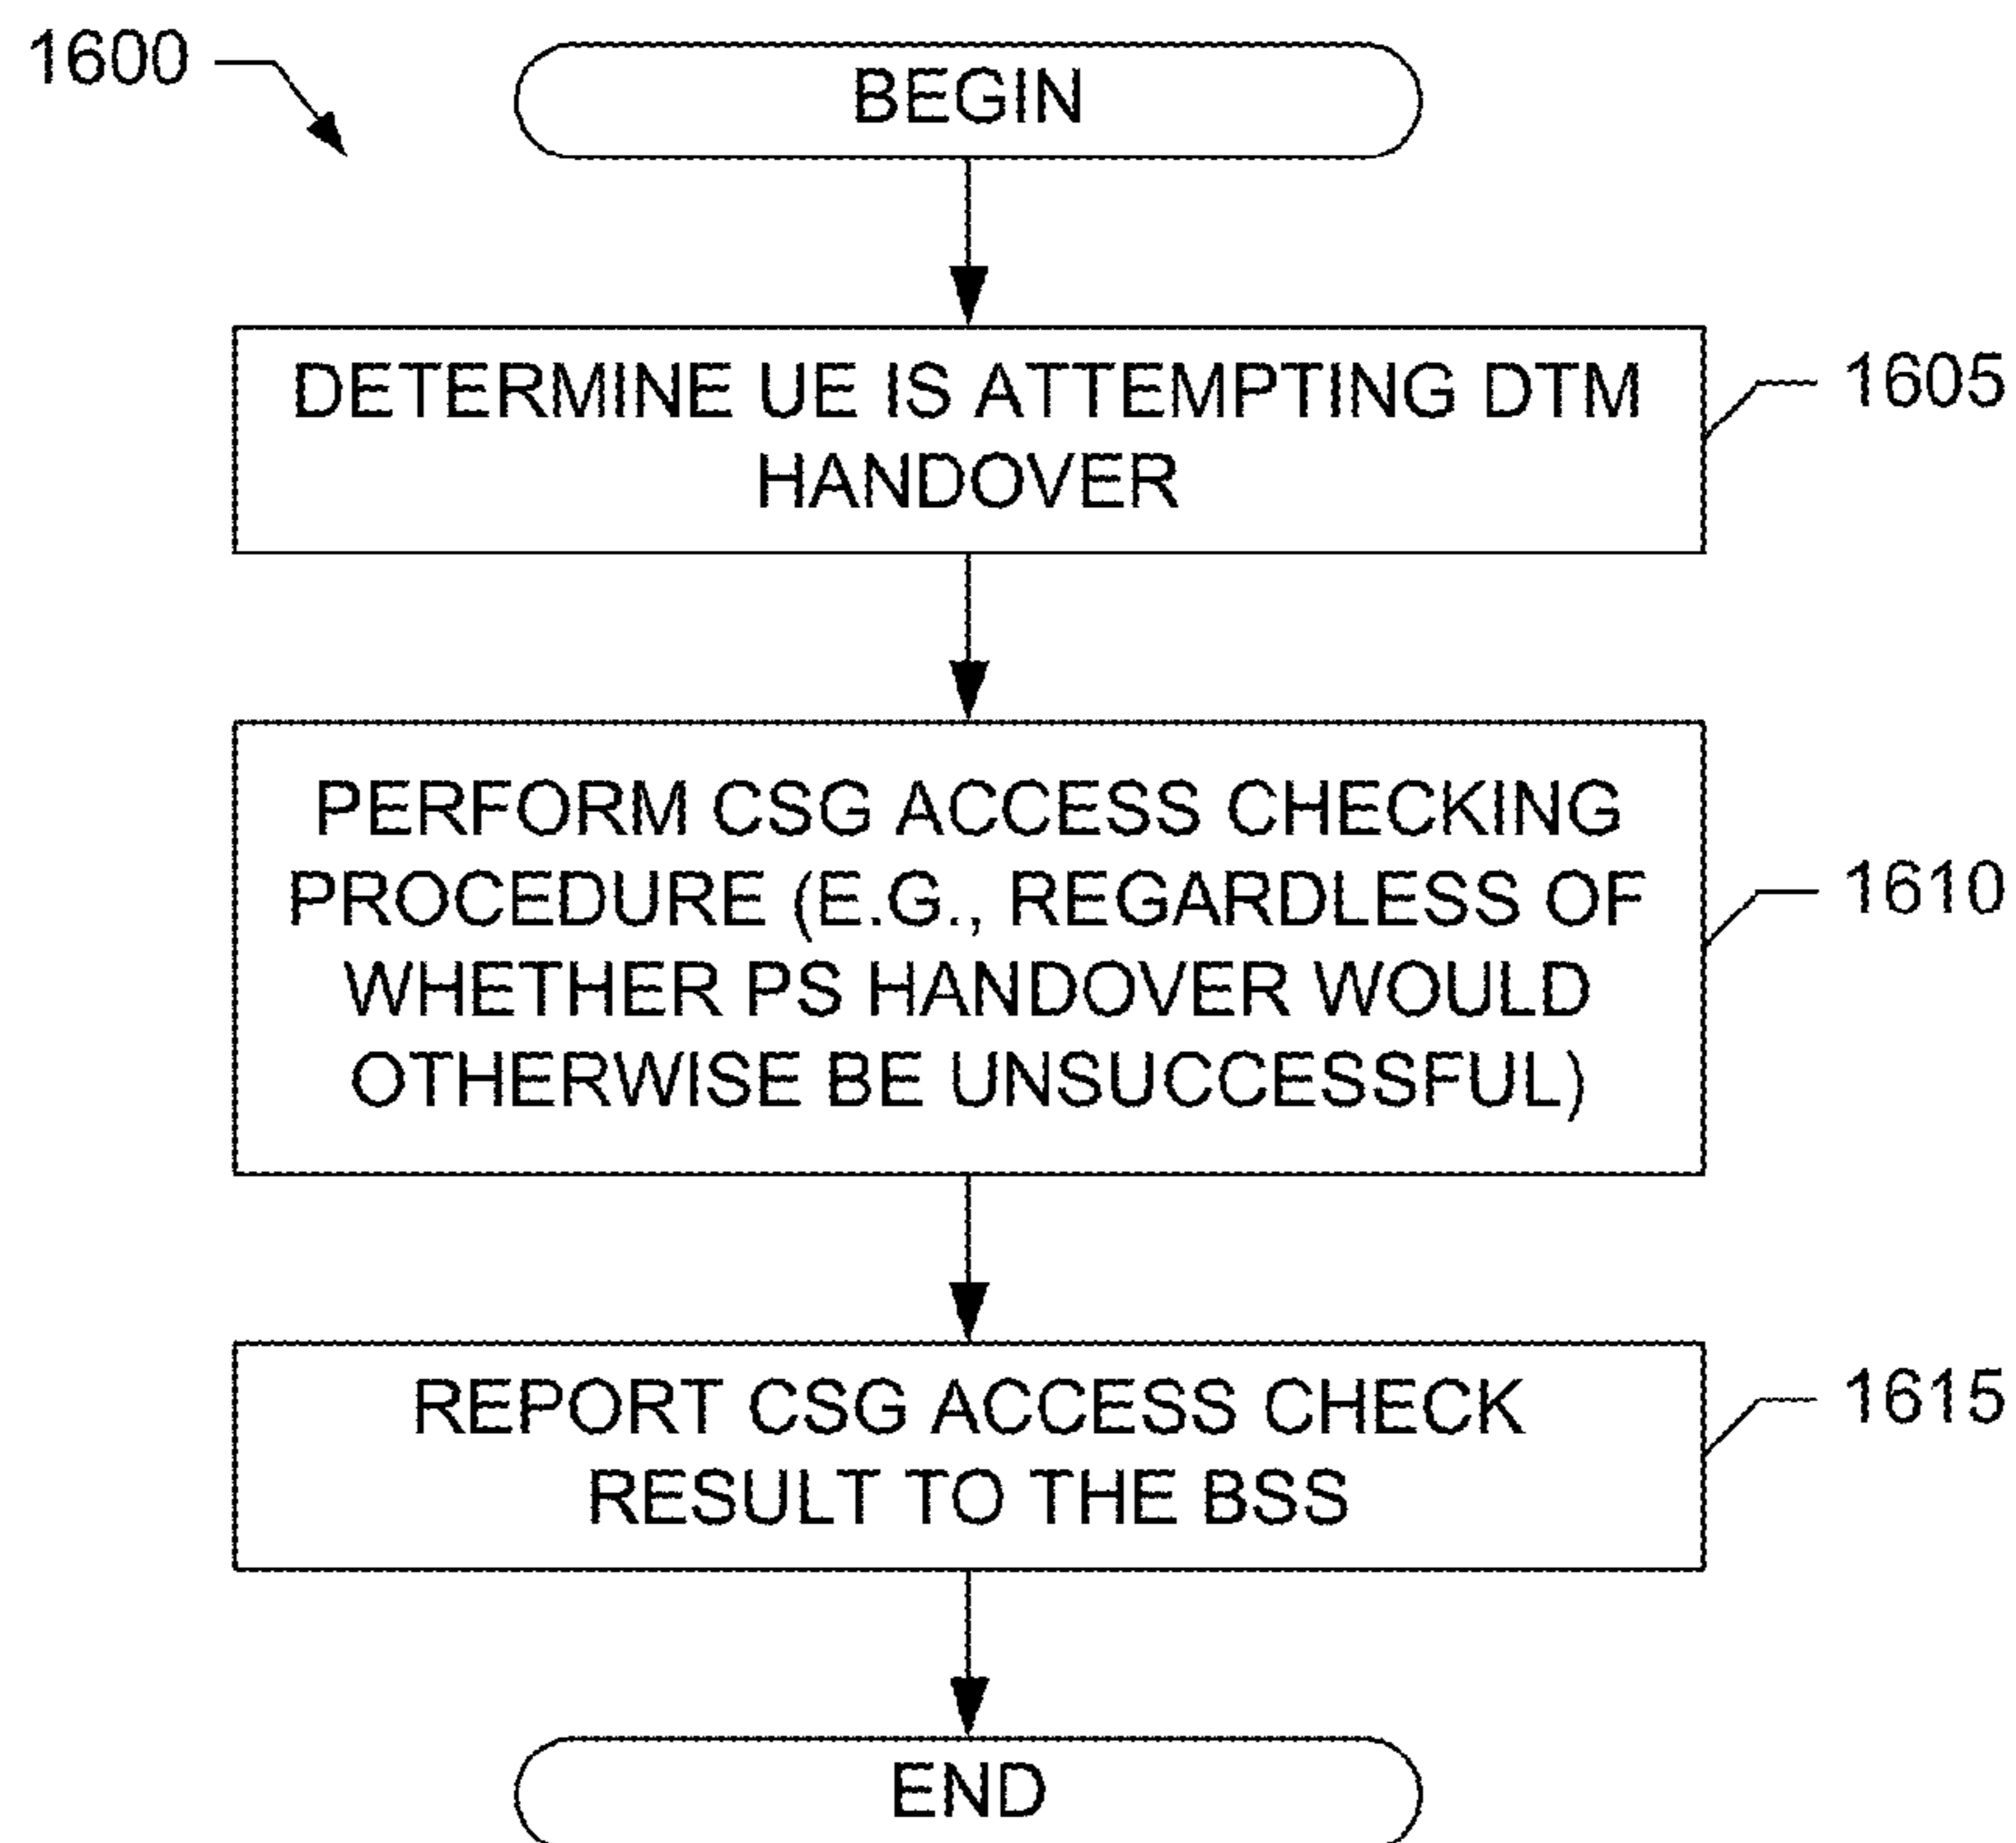 1600
BEGIN
DETERMINE UE IS ATTEMPTING DTM
HANDOVER
1605
PERFORM CSG ACCESS CHECKING
PROCEDURE (E.G., REGARDLESS OF
WHETHER PS HANDOVER WOULD
OTHERWISE BE UNSUCCESSFUL)
1610
REPORT CSG ACCESS CHECK
RESULT TO THE BSS
1615
END